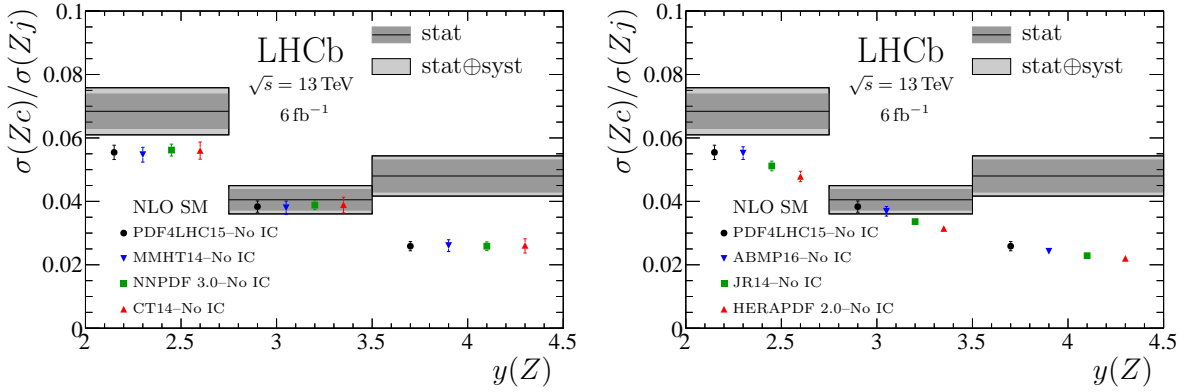 σ(Zc)/σ(Zj)
0.1
0.08
0.06
0.04
0.02
0
LHCb
√s = 13 TeV
6 fb⁻¹
stat
stat⊕syst
NLO SM
PDF4LHC15–No IC
MMHT14–No IC
NNPDF 3.0–No IC
CT14–No IC
2 2.5 3 3.5 4 4.5
y(Z)
σ(Zc)/σ(Zj)
0.1
0.08
0.06
0.04
0.02
0
LHCb
√s = 13 TeV
6 fb⁻¹
stat
stat⊕syst
NLO SM
PDF4LHC15–No IC
ABMP16–No IC
JR14–No IC
HERAPDF 2.0–No IC
2 2.5 3 3.5 4 4.5
y(Z)